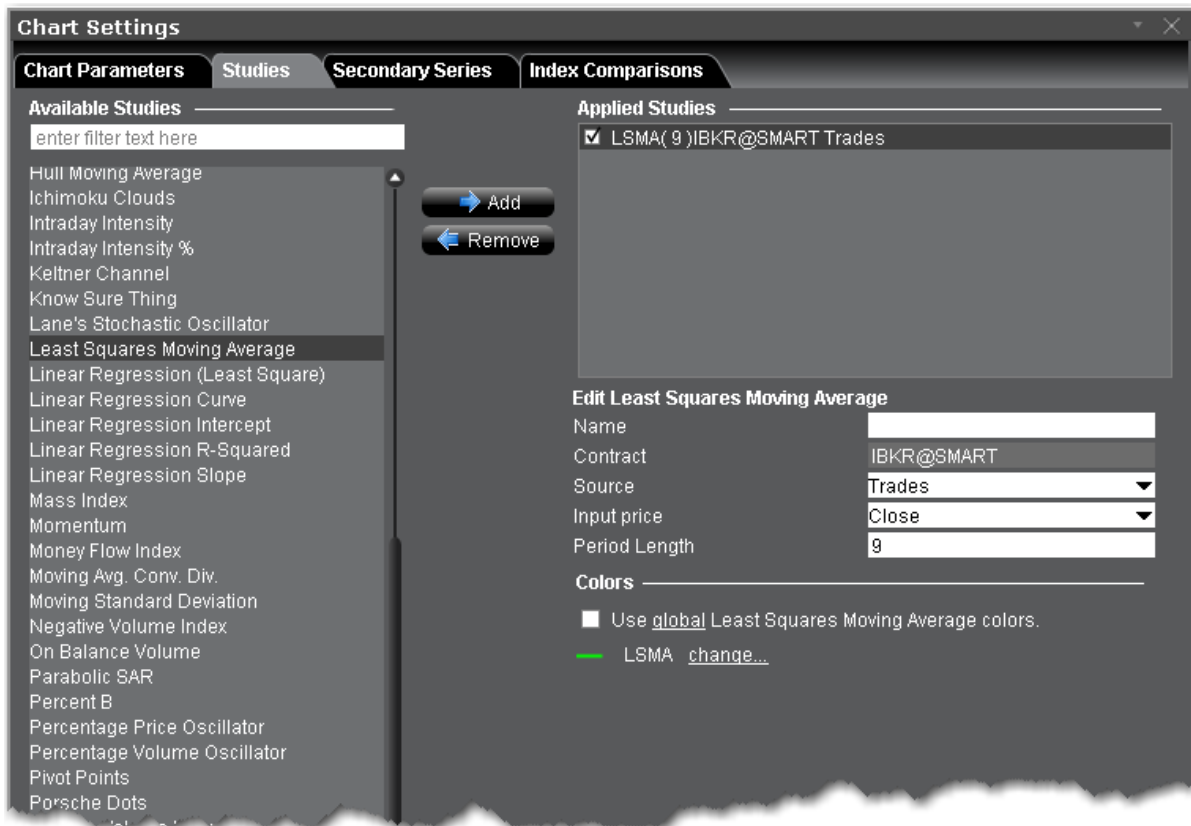 Chart Settings
Chart Parameters
Studies
Secondary Series
Index Comparisons
Available Studies
enter filter text here
Hull Moving Average
Ichimoku Clouds
Intraday Intensity
Intraday Intensity %
Keltner Channel
Know Sure Thing
Lane's Stochastic Oscillator
Least Squares Moving Average
Linear Regression (Least Square)
Linear Regression Curve
Linear Regression Intercept
Linear Regression R-Squared
Linear Regression Slope
Mass Index
Momentum
Money Flow Index
Moving Avg. Conv. Div.
Moving Standard Deviation
Negative Volume Index
On Balance Volume
Parabolic SAR
Percent B
Percentage Price Oscillator
Percentage Volume Oscillator
Pivot Points
Porsche Dots
Add
Remove
Applied Studies
LSMA( 9 )IBKR@SMART Trades
Edit Least Squares Moving Average
Name
Contract IBKR@SMART
Source Trades
Input price Close
Period Length 9
Colors
Use global Least Squares Moving Average colors.
LSMA change...